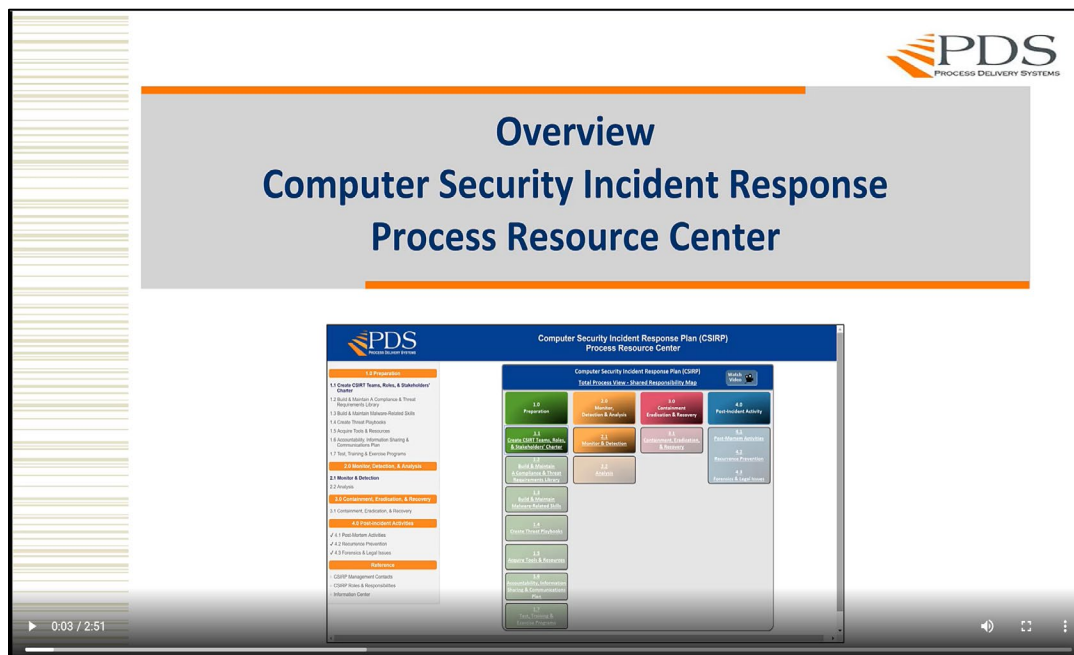 PDS
PROCESS DELIVERY SYSTEMS
Overview
Computer Security Incident Response
Process Resource Center
PDS
PROCESS DELIVERY SYSTEMS
Computer Security Incident Response Plan (CSIRP)
Process Resource Center
1.0 Preparation
1.1 Create CSIRT Teams, Roles, & Stakeholders'
Charter
1.2 Build & Maintain A Compliance & Threat
Requirements Library
1.3 Build & Maintain Malware-Related Skills
1.4 Create Threat Playbooks
1.5 Acquire Tools & Resources
1.6 Accountability, Information Sharing &
Communications Plan
1.7 Test, Training & Exercise Programs
2.0 Monitor, Detection, & Analysis
2.1 Monitor & Detection
2.2 Analysis
3.0 Containment, Eradication, & Recovery
3.1 Containment, Eradication, & Recovery
4.0 Post-Incident Activities
✓ 4.1 Post-Mortem Activities
✓ 4.2 Recurrence Prevention
✓ 4.3 Forensics & Legal Issues
Reference
- CSIRP Management Contacts
- CSIRP Roles & Responsibilities
- Information Center
Computer Security Incident Response Plan (CSIRP)
Total Process View - Shared Responsibility Map
Watch
Video
1.0
Preparation
2.0
Monitor,
Detection & Analysis
3.0
Containment
Eradication & Recovery
4.0
Post-Incident Activity
1.1
Create CSIRT Teams, Roles,
& Stakeholders' Charter
2.1
Monitor & Detection
3.1
Containment, Eradication,
& Recovery
Post-Mortem Activities
4.2
Recurrence Prevention
4.3
Forensics & Legal Issues
1.2
Build & Maintain
A Compliance & Threat
Requirements Library
2.2
Analysis
1.3
Build & Maintain
Malware-Related Skills
1.4
Create Threat Playbooks
1.5
Acquire Tools & Resources
1.6
Accountability, Information
Sharing & Communications
Plan
1.7
Test, Training &
Exercise Programs
0:03 / 2:51